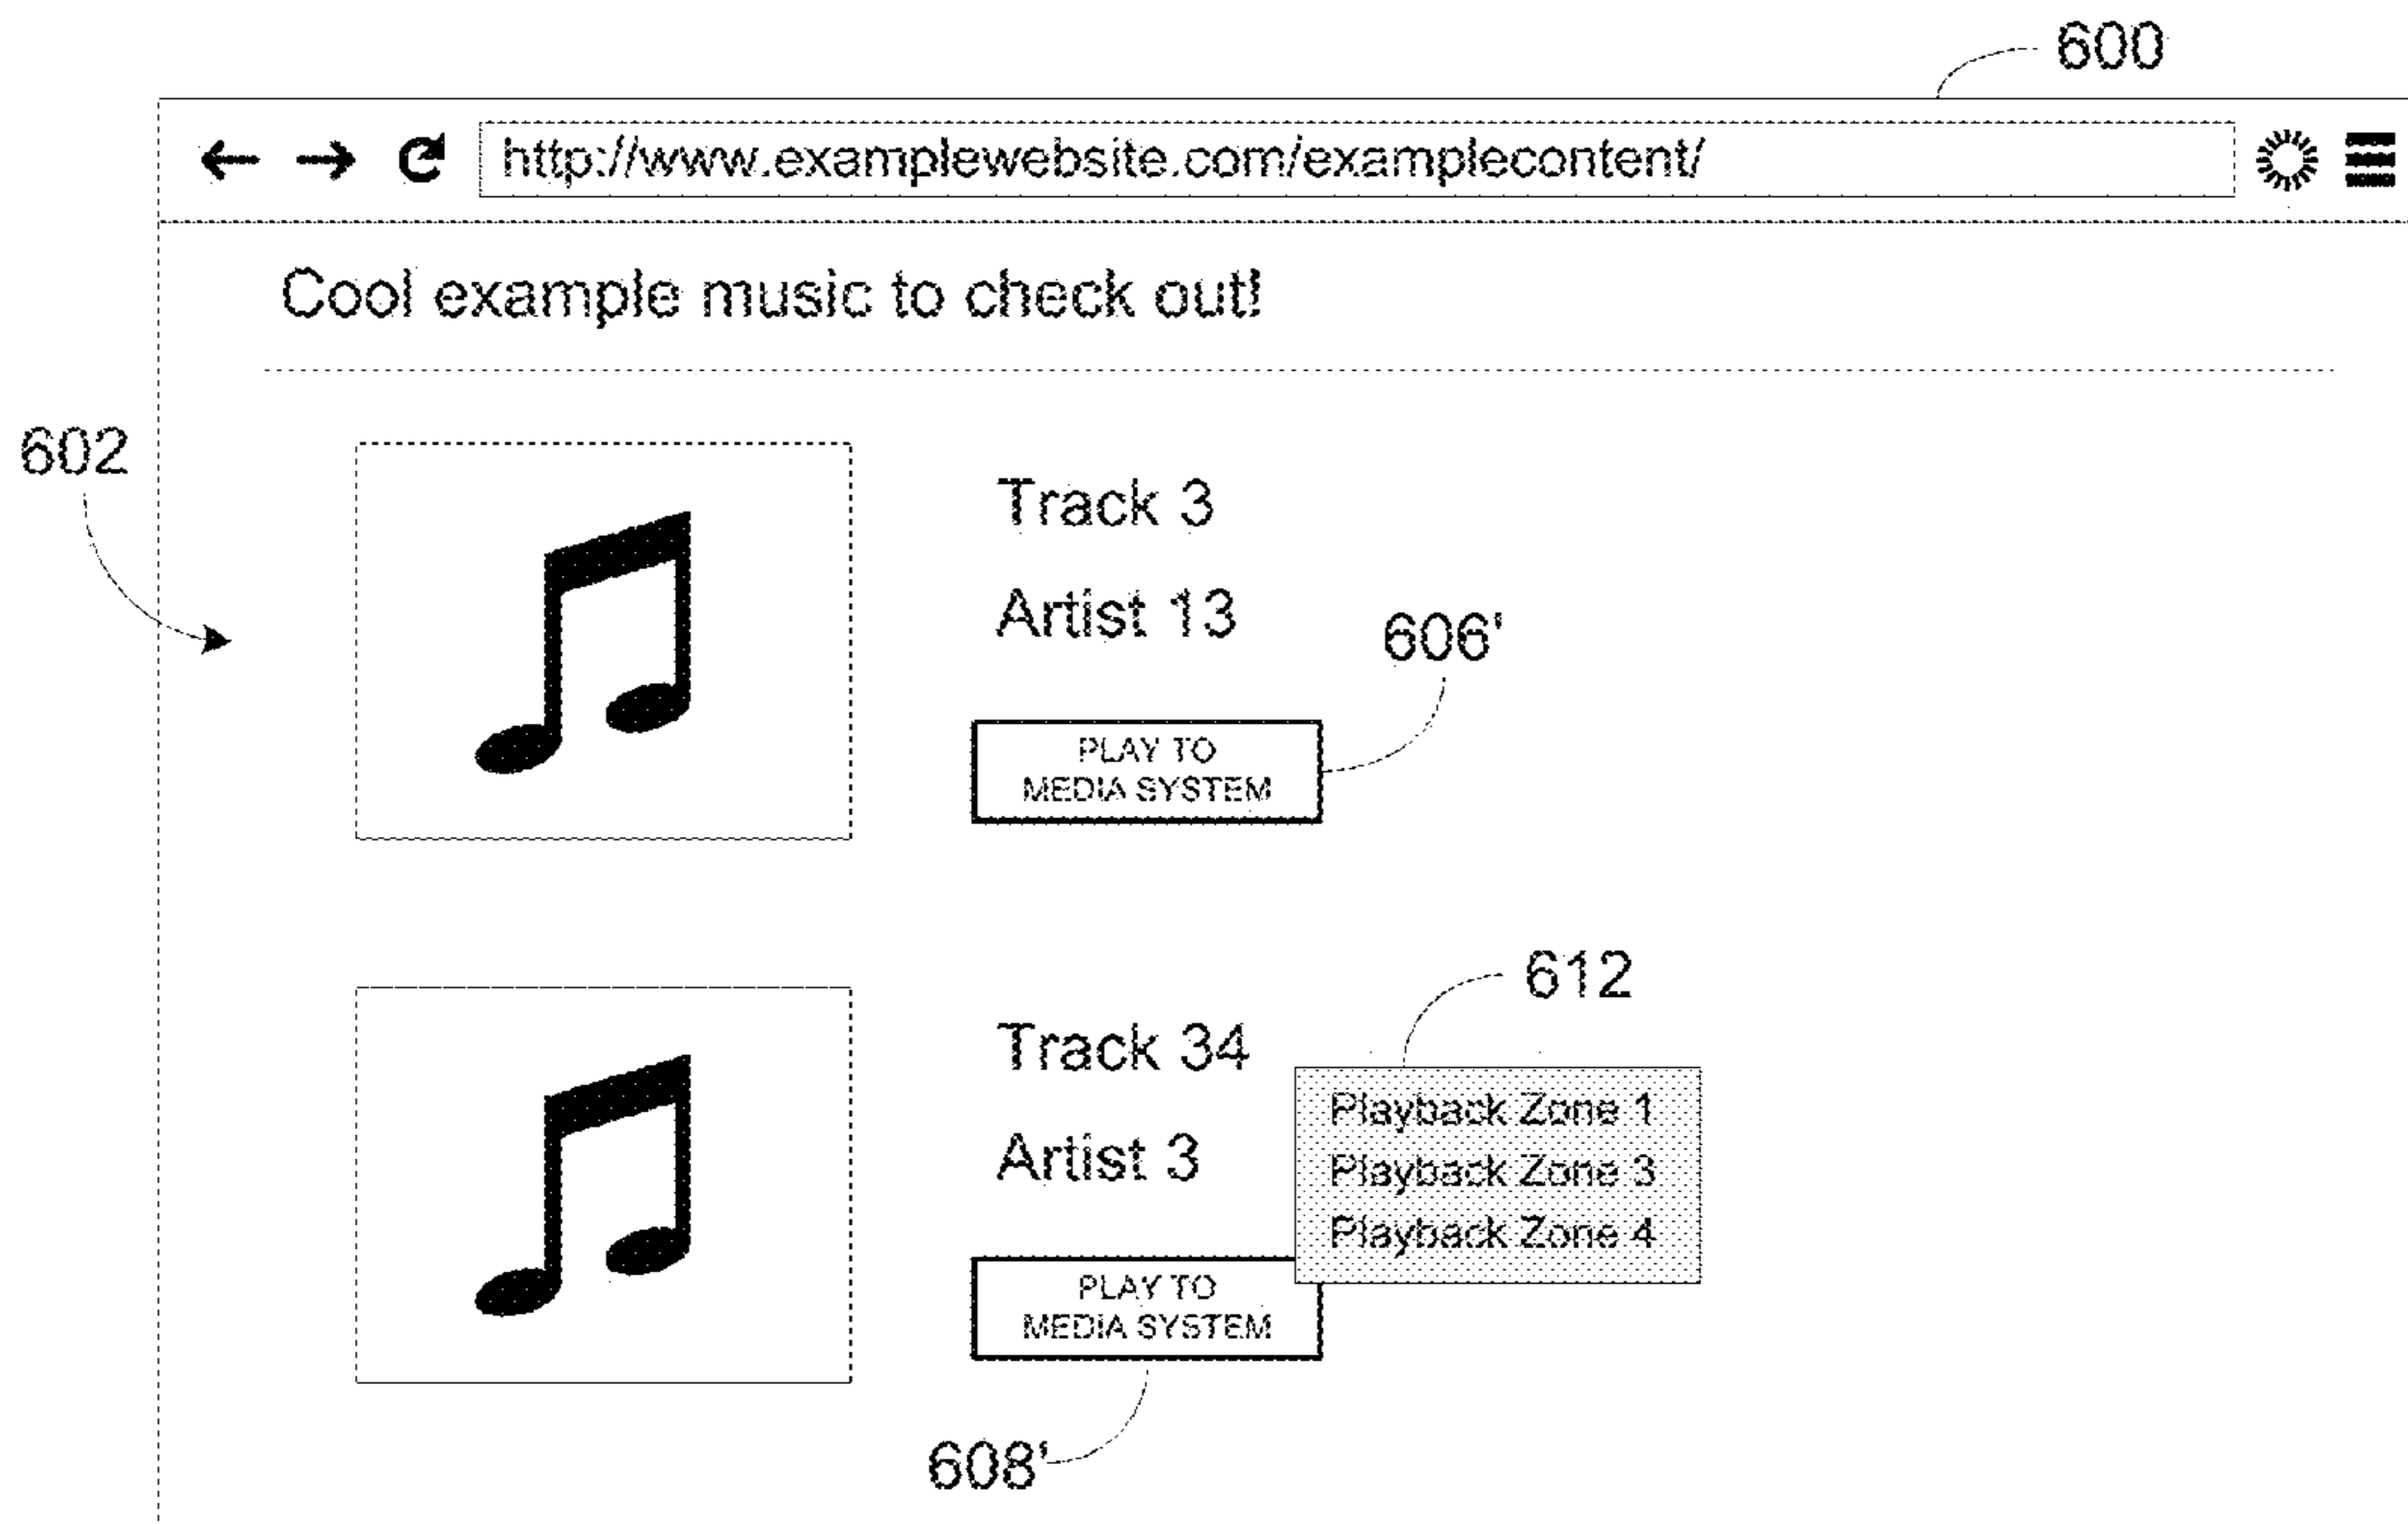 600
http://www.examplewebsite.com/examplecontent/
Cool example music to check out!
602
Track 3
Artist 13
606'
PLAY TO
MEDIA SYSTEM
612
Track 34
Playback Zone 1
Artist 3
Playback Zone 3
Playback Zone 4
PLAY TO
MEDIA SYSTEM
608'